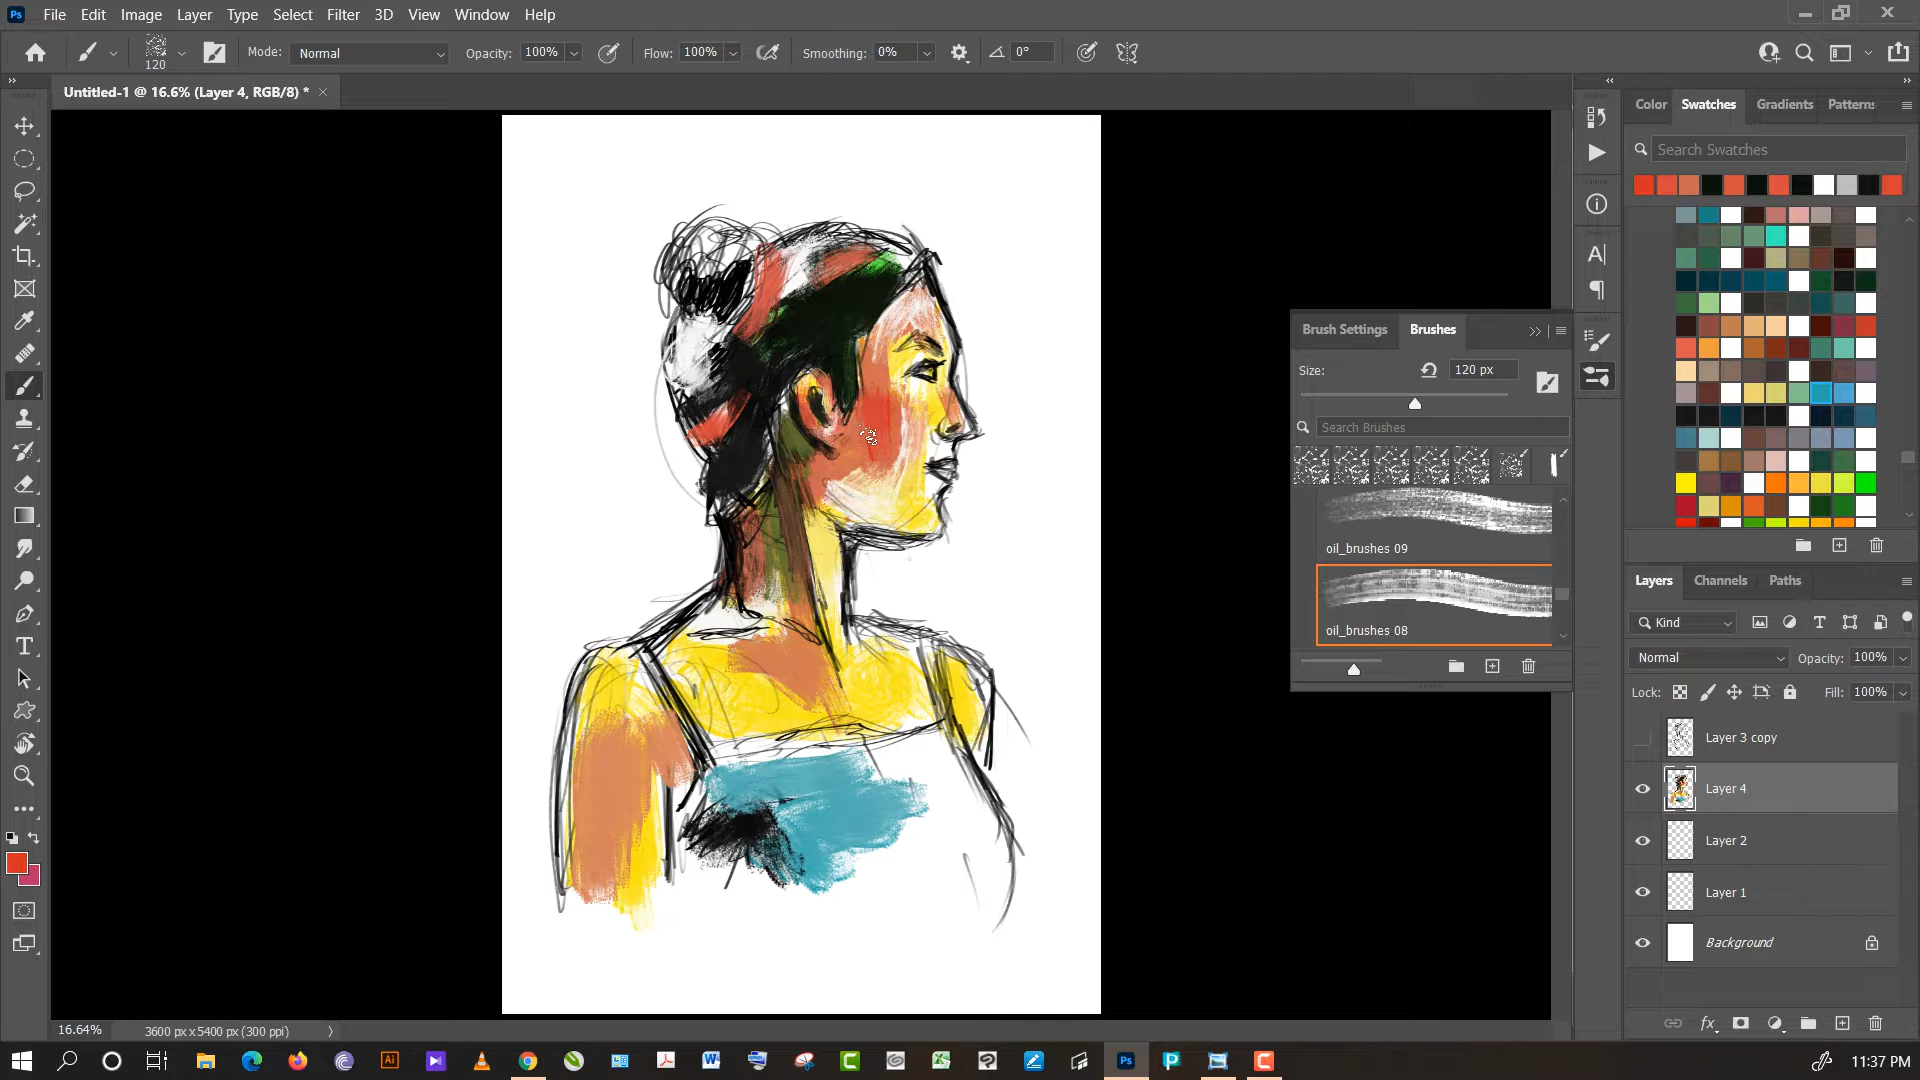 Ps File Edit Image Layer Type Select Filter 3D View Window Help
120 Mode: Normal Opacity: 100% Flow: 100% Smoothing: 0% 0°
Untitled-1 @ 16.6% (Layer 4, RGB/8) *
Color Swatches Gradients Patterns
Search Swatches
Brush Settings Brushes
Size: 120 px
Search Brushes
oil_brushes 09
oil_brushes 08
Layers Channels Paths
Kind
Normal Opacity: 100%
Lock: Fill: 100%
Layer 3 copy
Layer 4
Layer 2
Layer 1
Background
fx
16.64% 3600 px x 5400 px (300 ppi)
Ai Ps 11:37 PM